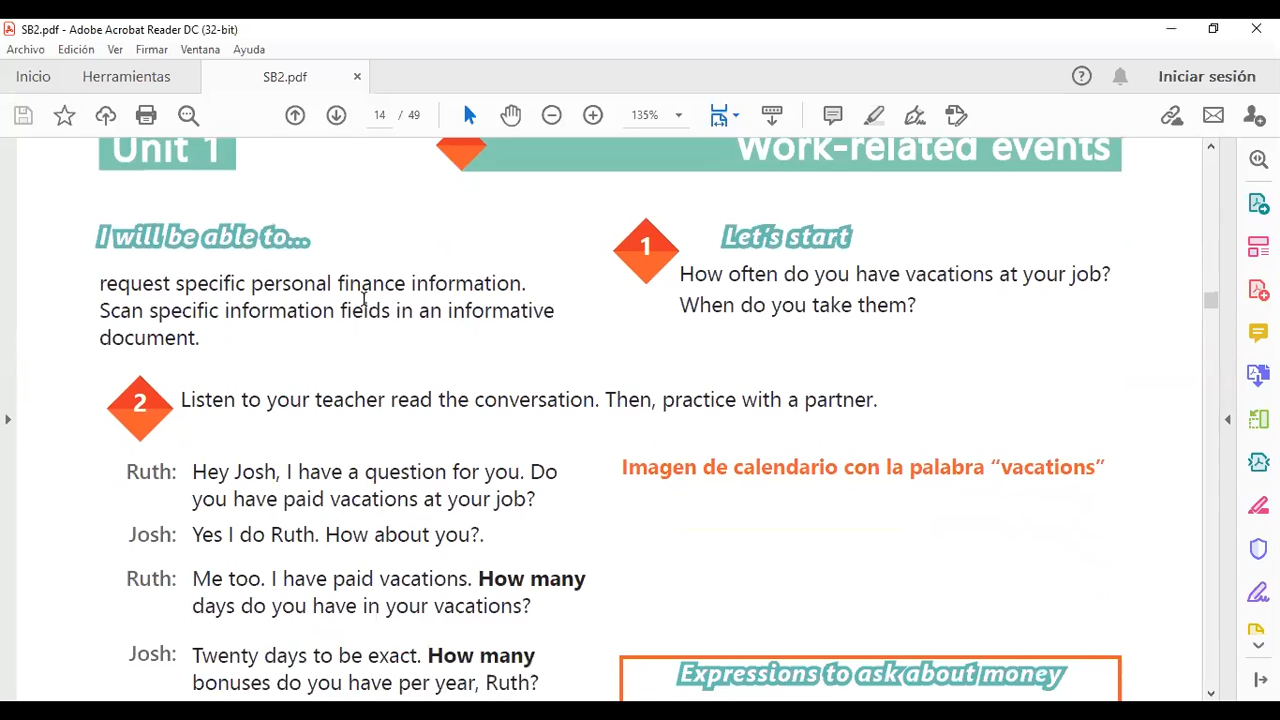 SB2.pdf - Adobe Acrobat Reader DC (32-bit)
Archivo Edición Ver Firmar Ventana Ayuda
Inicio Herramientas SB2.pdf × Iniciar sesión
14 / 49 135%
Unit 1 Work-related events
I will be able to...
request specific personal finance information.
Scan specific information fields in an informative
document.
1 Let's start
How often do you have vacations at your job?
When do you take them?
2 Listen to your teacher read the conversation. Then, practice with a partner.
Ruth: Hey Josh, I have a question for you. Do
you have paid vacations at your job?
Josh: Yes I do Ruth. How about you?.
Ruth: Me too. I have paid vacations. How many
days do you have in your vacations?
Josh: Twenty days to be exact. How many
bonuses do you have per year, Ruth?
Imagen de calendario con la palabra “vacations”
Expressions to ask about money